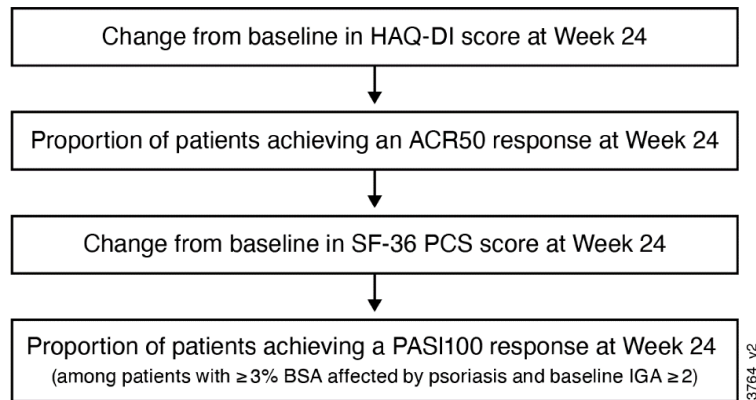 Change from baseline in HAQ-DI score at Week 24
Proportion of patients achieving an ACR50 response at Week 24
Change from baseline in SF-36 PCS score at Week 24
Proportion of patients achieving a PASI100 response at Week 24
(among patients with ≥3% BSA affected by psoriasis and baseline IGA ≥2)
3764_v2